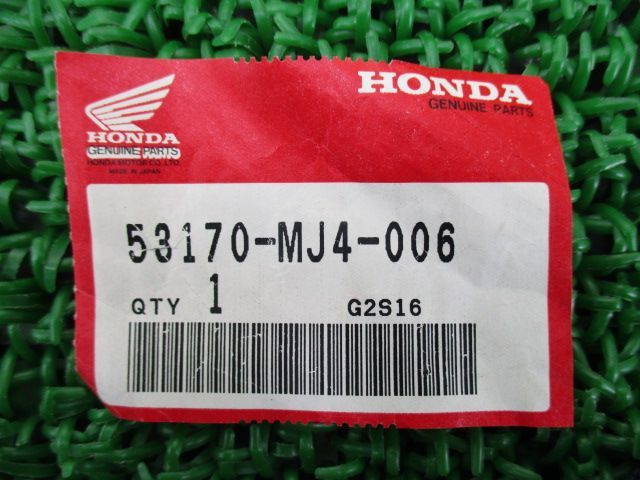 HONDA
GENUINE PARTS
HONDA MOTOR CO., LTD.
MADE IN JAPAN
HONDA
GENUINE PARTS
53170-MJ4-006
QTY 1 G2S16